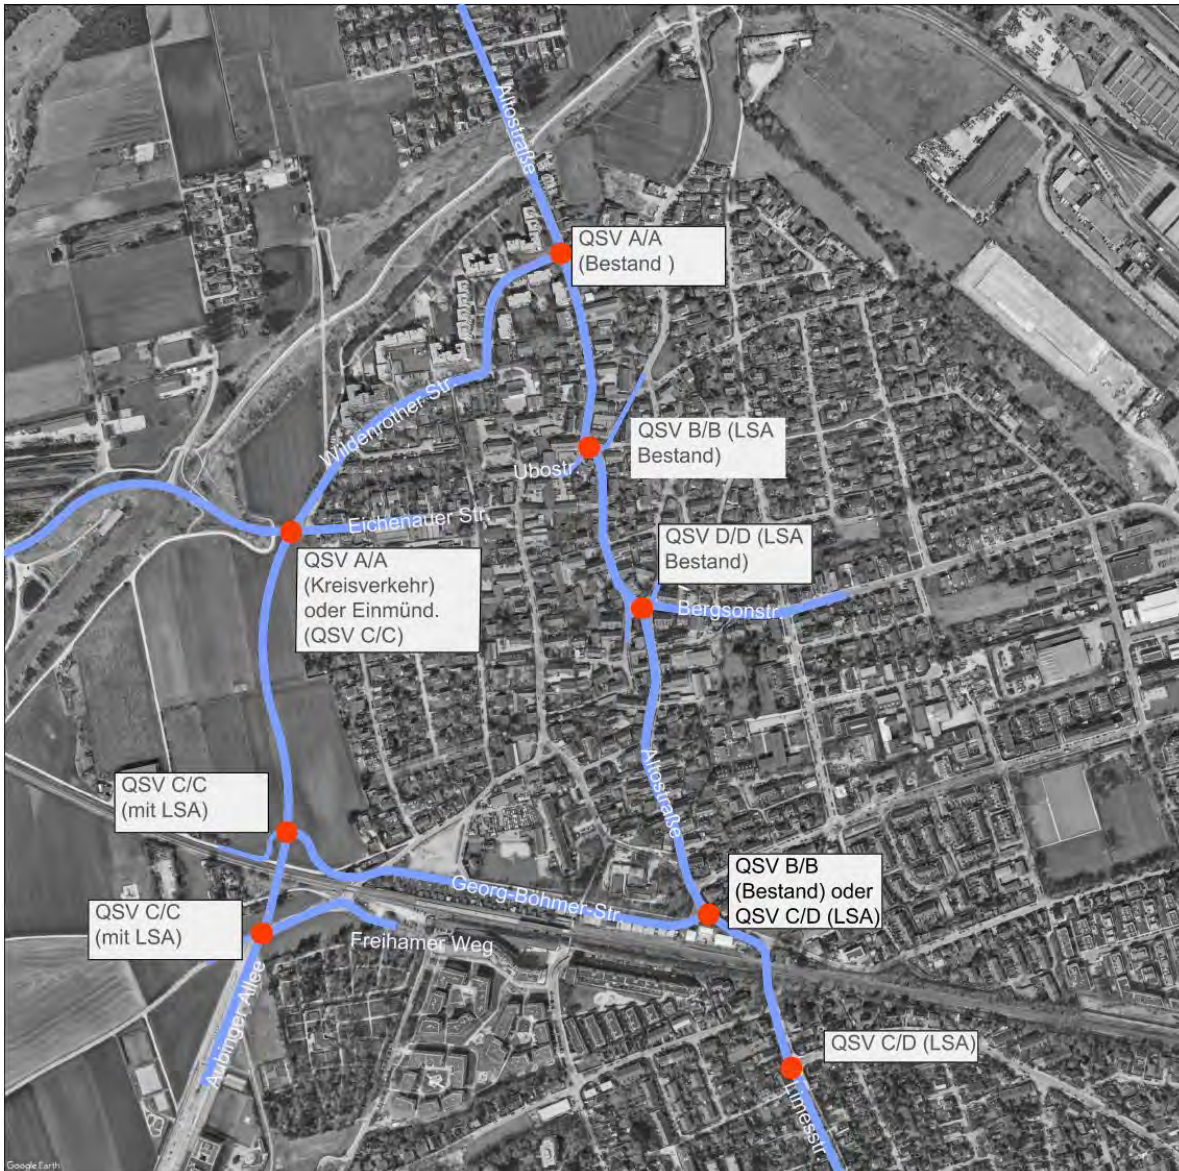 Altostraße
QSV A/A
(Bestand )
Wildenrother Str.
QSV B/B (LSA
Bestand)
Ubostr.
Eichenauer Str.
QSV D/D (LSA
Bestand)
QSV A/A
(Kreisverkehr)
oder Einmünd.
(QSV C/C)
Bergsonstr.
Altostraße
QSV C/C
(mit LSA)
QSV B/B
(Bestand) oder
QSV C/D (LSA)
Georg-Böhmer-Str.
QSV C/C
(mit LSA)
Freihamer Weg
Aubinger-Allee
QSV C/D (LSA)
Limesstr.
Google Earth